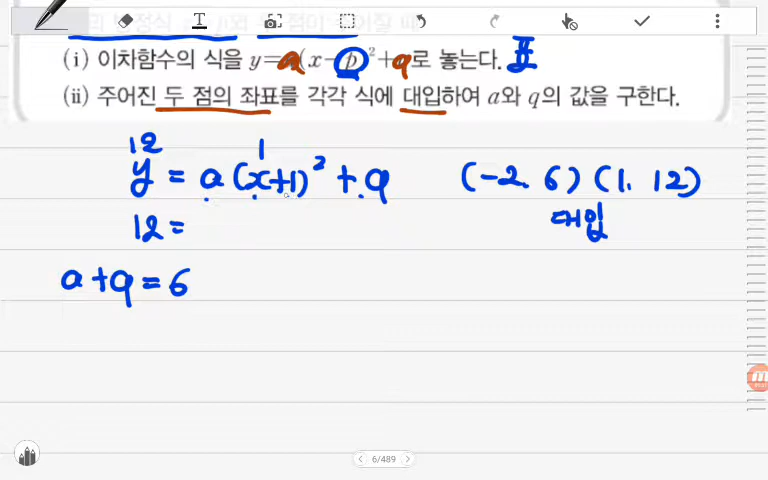 (i) 이차함수의 식을 y=a(x-p)²+q로 놓는다. Ⅱ
(ii) 주어진 두 점의 좌표를 각각 식에 대입하여 a와 q의 값을 구한다.
12 1
y = a(x+1)² + q (-2. 6) (1. 12)
12 = 대입
a+q=6
6/489